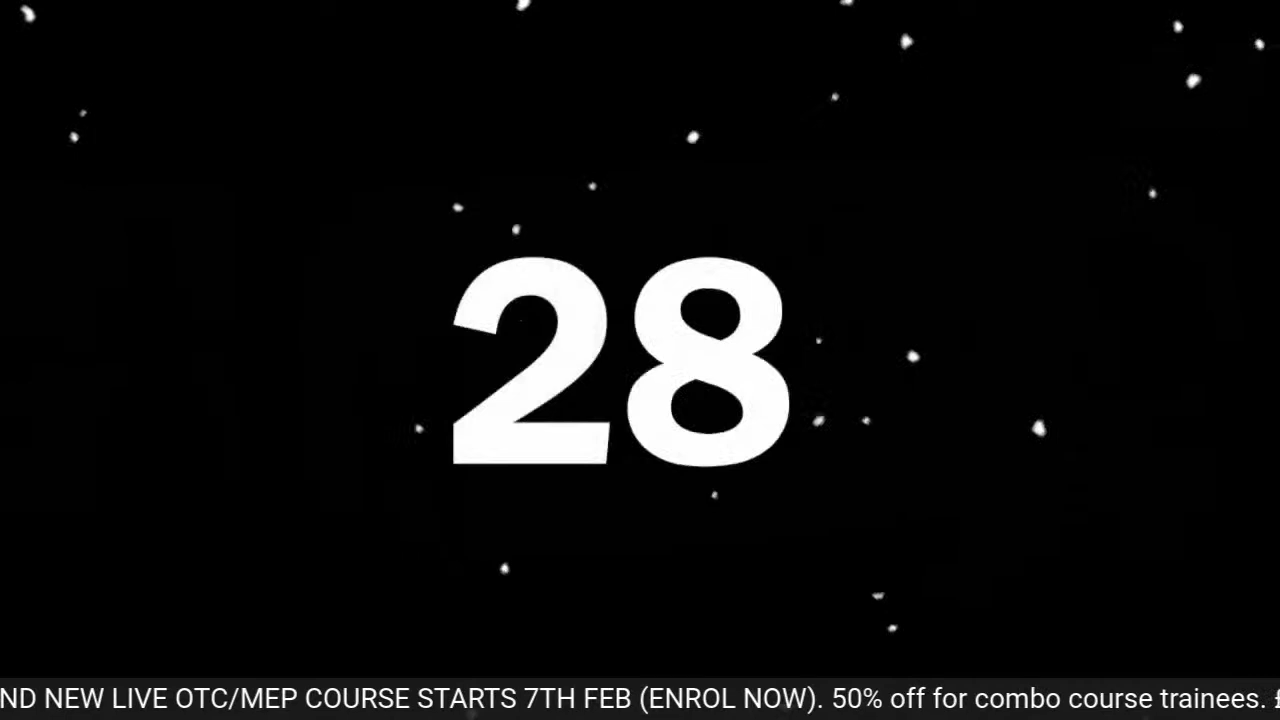 28
ND NEW LIVE OTC/MEP COURSE STARTS 7TH FEB (ENROL NOW). 50% off for combo course trainees.